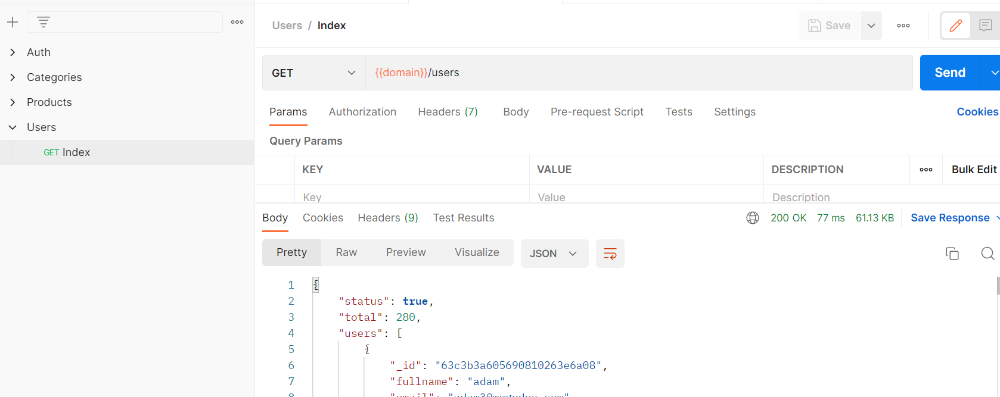 Users / Index
Save
Auth
Categories
Products
Users
GET Index
GET
{{domain}}/users
Send
Params Authorization Headers (7) Body Pre-request Script Tests Settings Cookies
Query Params
KEY VALUE DESCRIPTION Bulk Edit
Key Value Description
Body Cookies Headers (9) Test Results 200 OK 77 ms 61.13 KB Save Response
Pretty Raw Preview Visualize JSON
1 {
2 "status": true,
3 "total": 280,
4 "users": [
5 {
6 "_id": "63c3b3a605690810263e6a08",
7 "fullname": "adam",
8 "email":